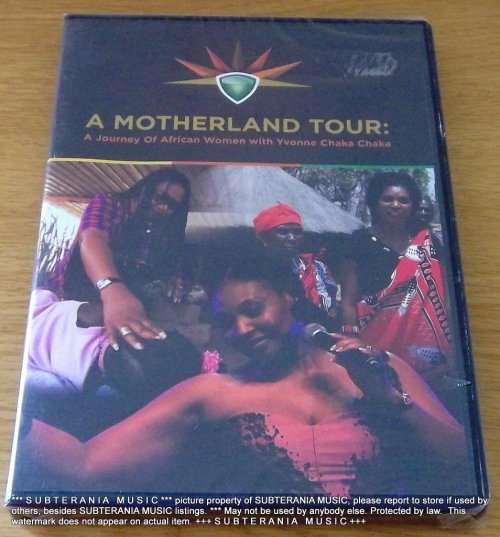 A MOTHERLAND TOUR:
A Journey Of African Women with Yvonne Chaka Chaka
*** S U B T E R A N I A   M U S I C *** picture property of SUBTERANIA MUSIC, please report to store if used by
others, besides SUBTERANIA MUSIC listings. *** May not be used by anybody else. Protected by law. This
watermark does not appear on actual item. +++ S U B T E R A N I A   M U S I C +++